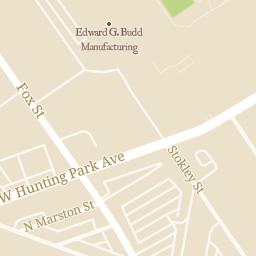 Edward G. Budd
Manufacturing
Fox St
W Hunting Park Ave
Stokley St
N Marston St